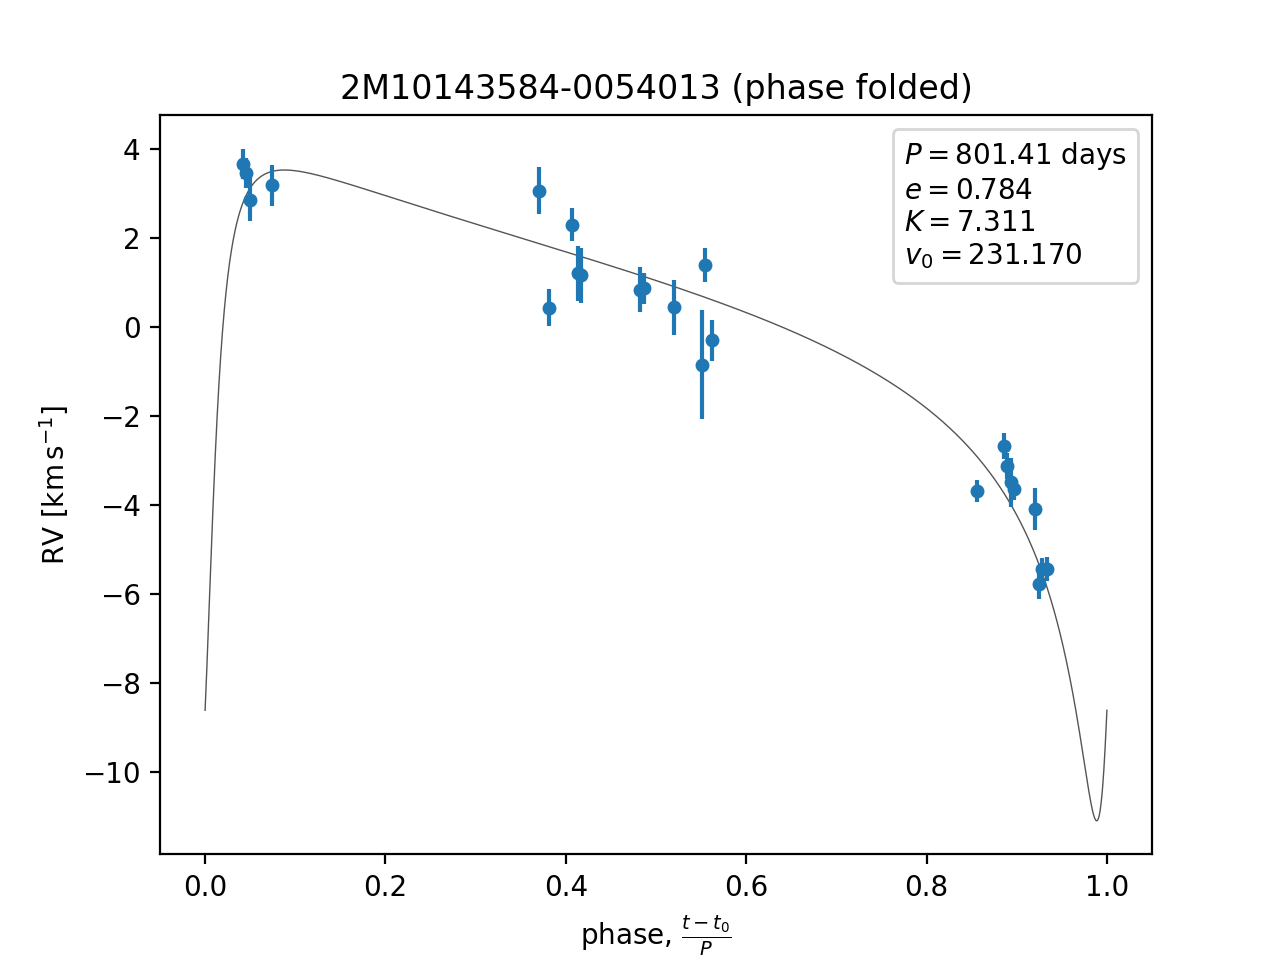 2M10143584-0054013 (phase folded)
P = 801.41 days
e = 0.784
K = 7.311
v₀ = 231.170
4
2
0
−2
−4
−6
−8
−10
RV [km s⁻¹]
0.0 0.2 0.4 0.6 0.8 1.0
phase, (t − t₀)/P